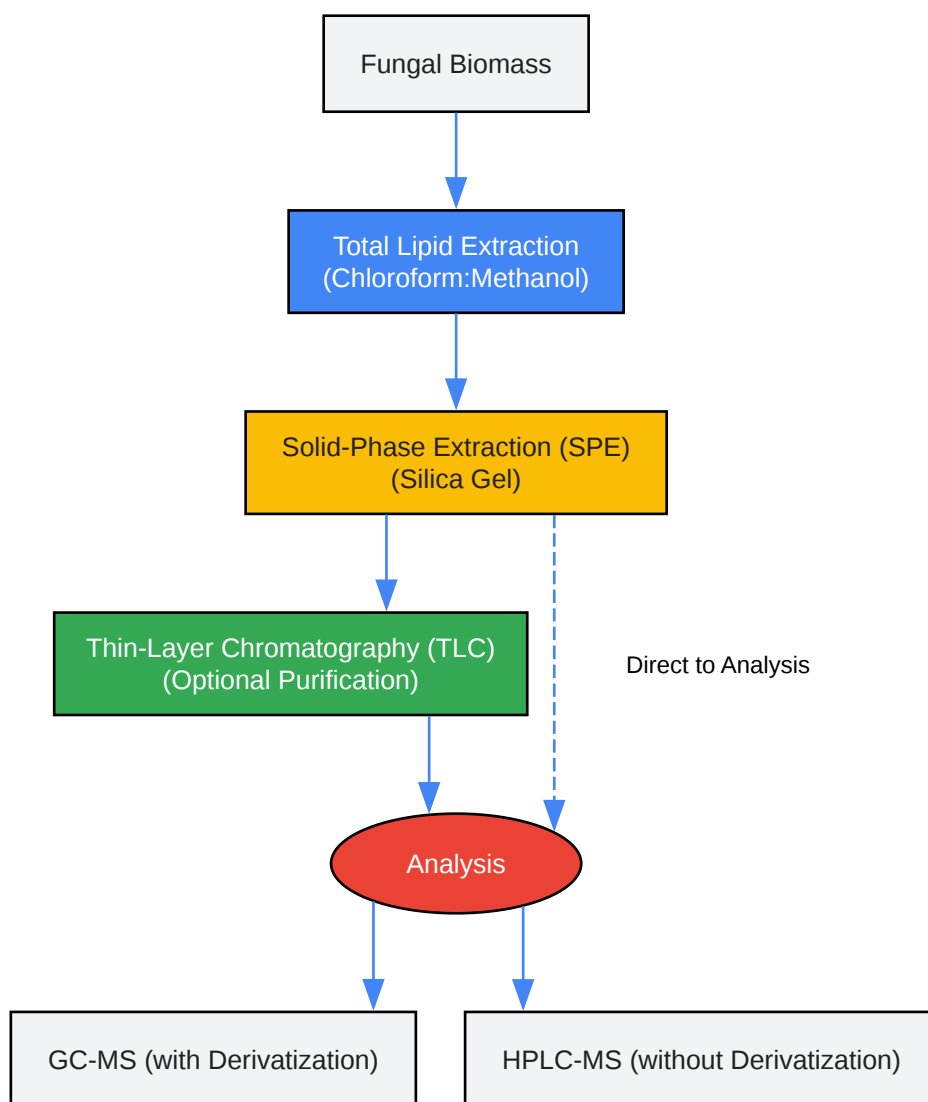 Fungal Biomass
Total Lipid Extraction
(Chloroform:Methanol)
Solid-Phase Extraction (SPE)
(Silica Gel)
Thin-Layer Chromatography (TLC)
(Optional Purification)
Direct to Analysis
Analysis
GC-MS (with Derivatization)
HPLC-MS (without Derivatization)